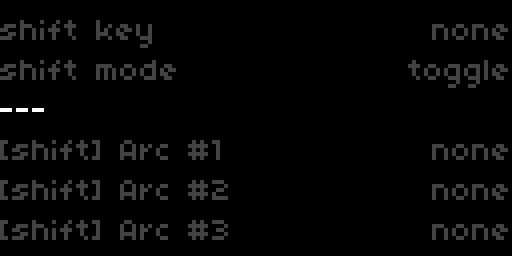 shift key none
shift mode toggle
---
[shift] Arc #1 none
[shift] Arc #2 none
[shift] Arc #3 none